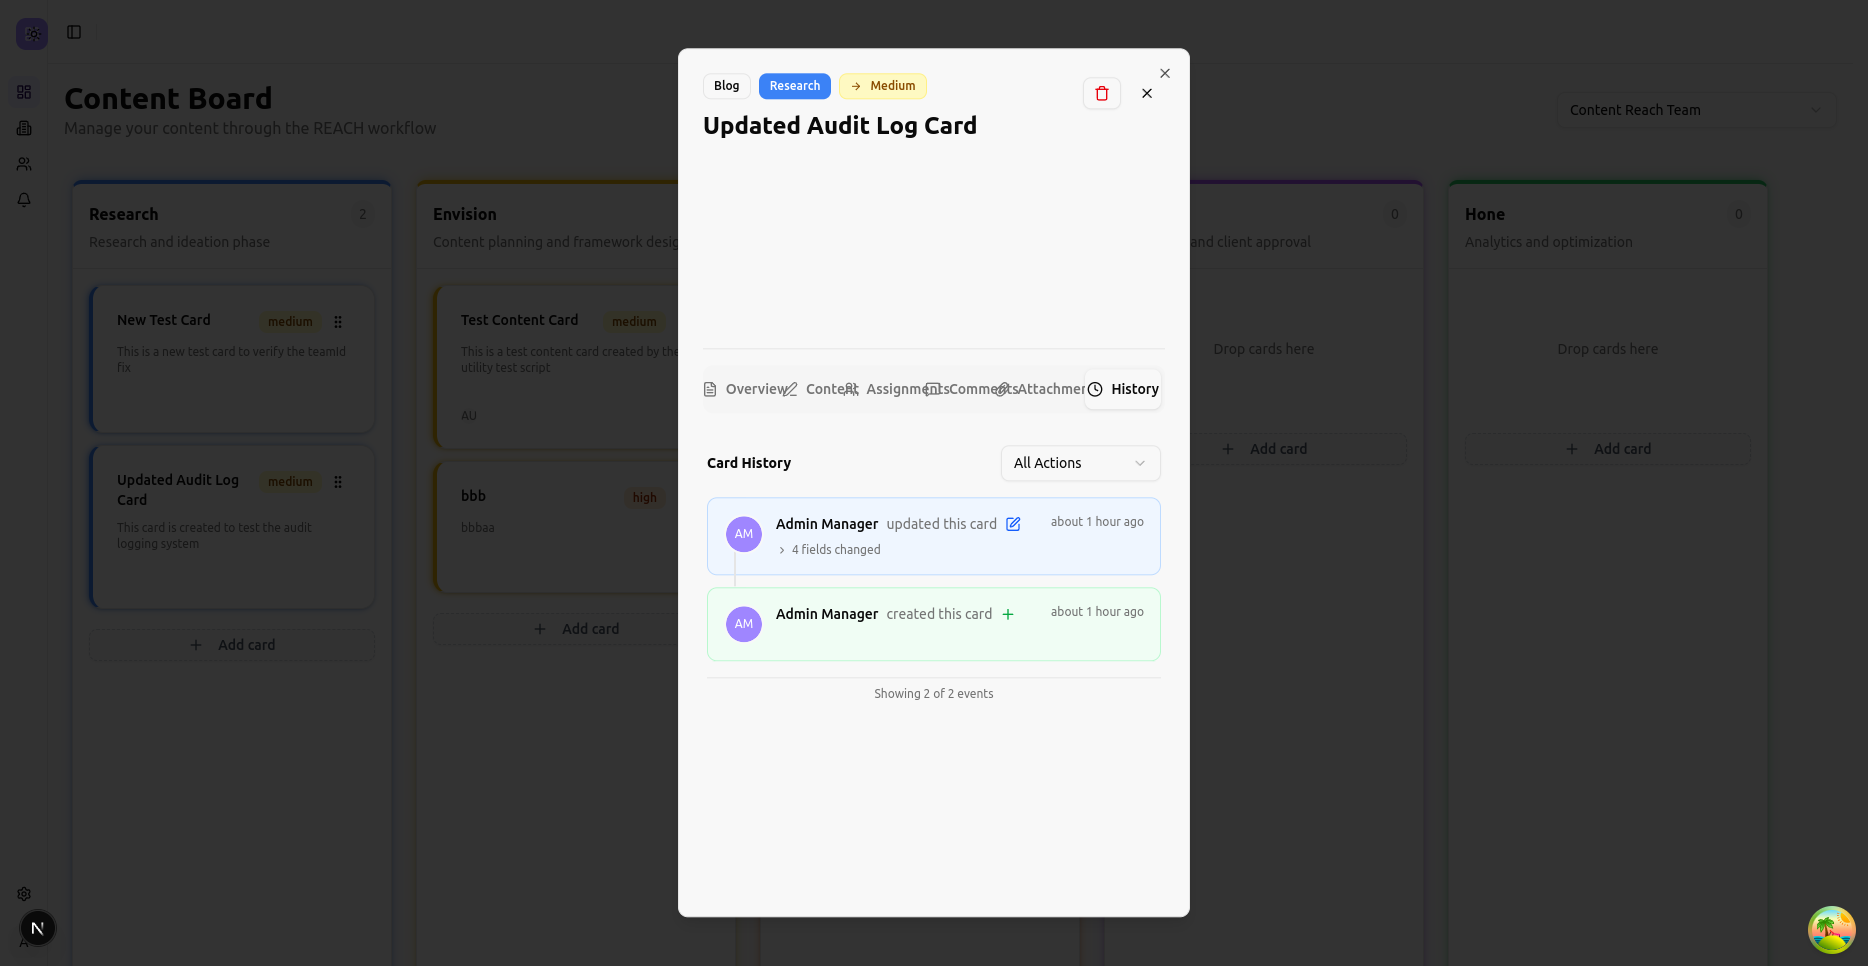 Content Board
Manage your content through the REACH workflow
Content Reach Team
Research 2
Research and ideation phase
New Test Card medium
This is a new test card to verify the teamId
fix
AU
Updated Audit Log
Card
medium
This card is created to test the audit
logging system
Add card
Envision
Content planning and framework desig
Test Content Card medium
This is a test content card created by the
utility test script
bbb high
bbbaa
Add card
Blog Research Medium
Updated Audit Log Card
Overview Content Assignments Comments Attachmen History
Card History All Actions
AM Admin Manager updated this card about 1 hour ago
4 fields changed
AM Admin Manager created this card about 1 hour ago
Showing 2 of 2 events
0
and client approval
Drop cards here
Add card
Hone 0
Analytics and optimization
Drop cards here
Add card
N